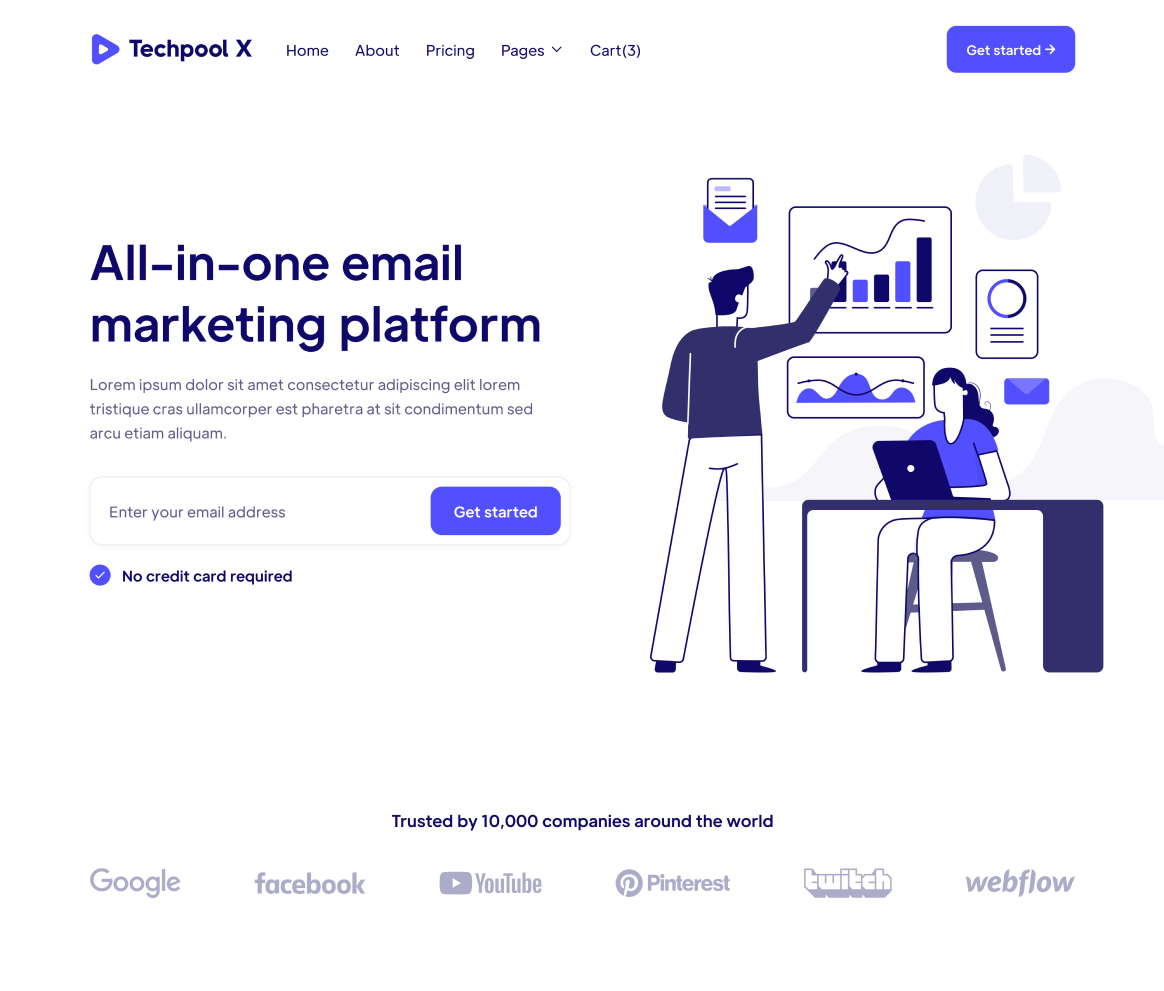 Techpool X
Home
About
Pricing
Pages
Cart(3)
Get started →
All-in-one email
marketing platform
Lorem ipsum dolor sit amet consectetur adipiscing elit lorem
tristique cras ullamcorper est pharetra at sit condimentum sed
arcu etiam aliquam.
Enter your email address
Get started
No credit card required
Trusted by 10,000 companies around the world
Google
facebook
YouTube
Pinterest
twitch
webflow